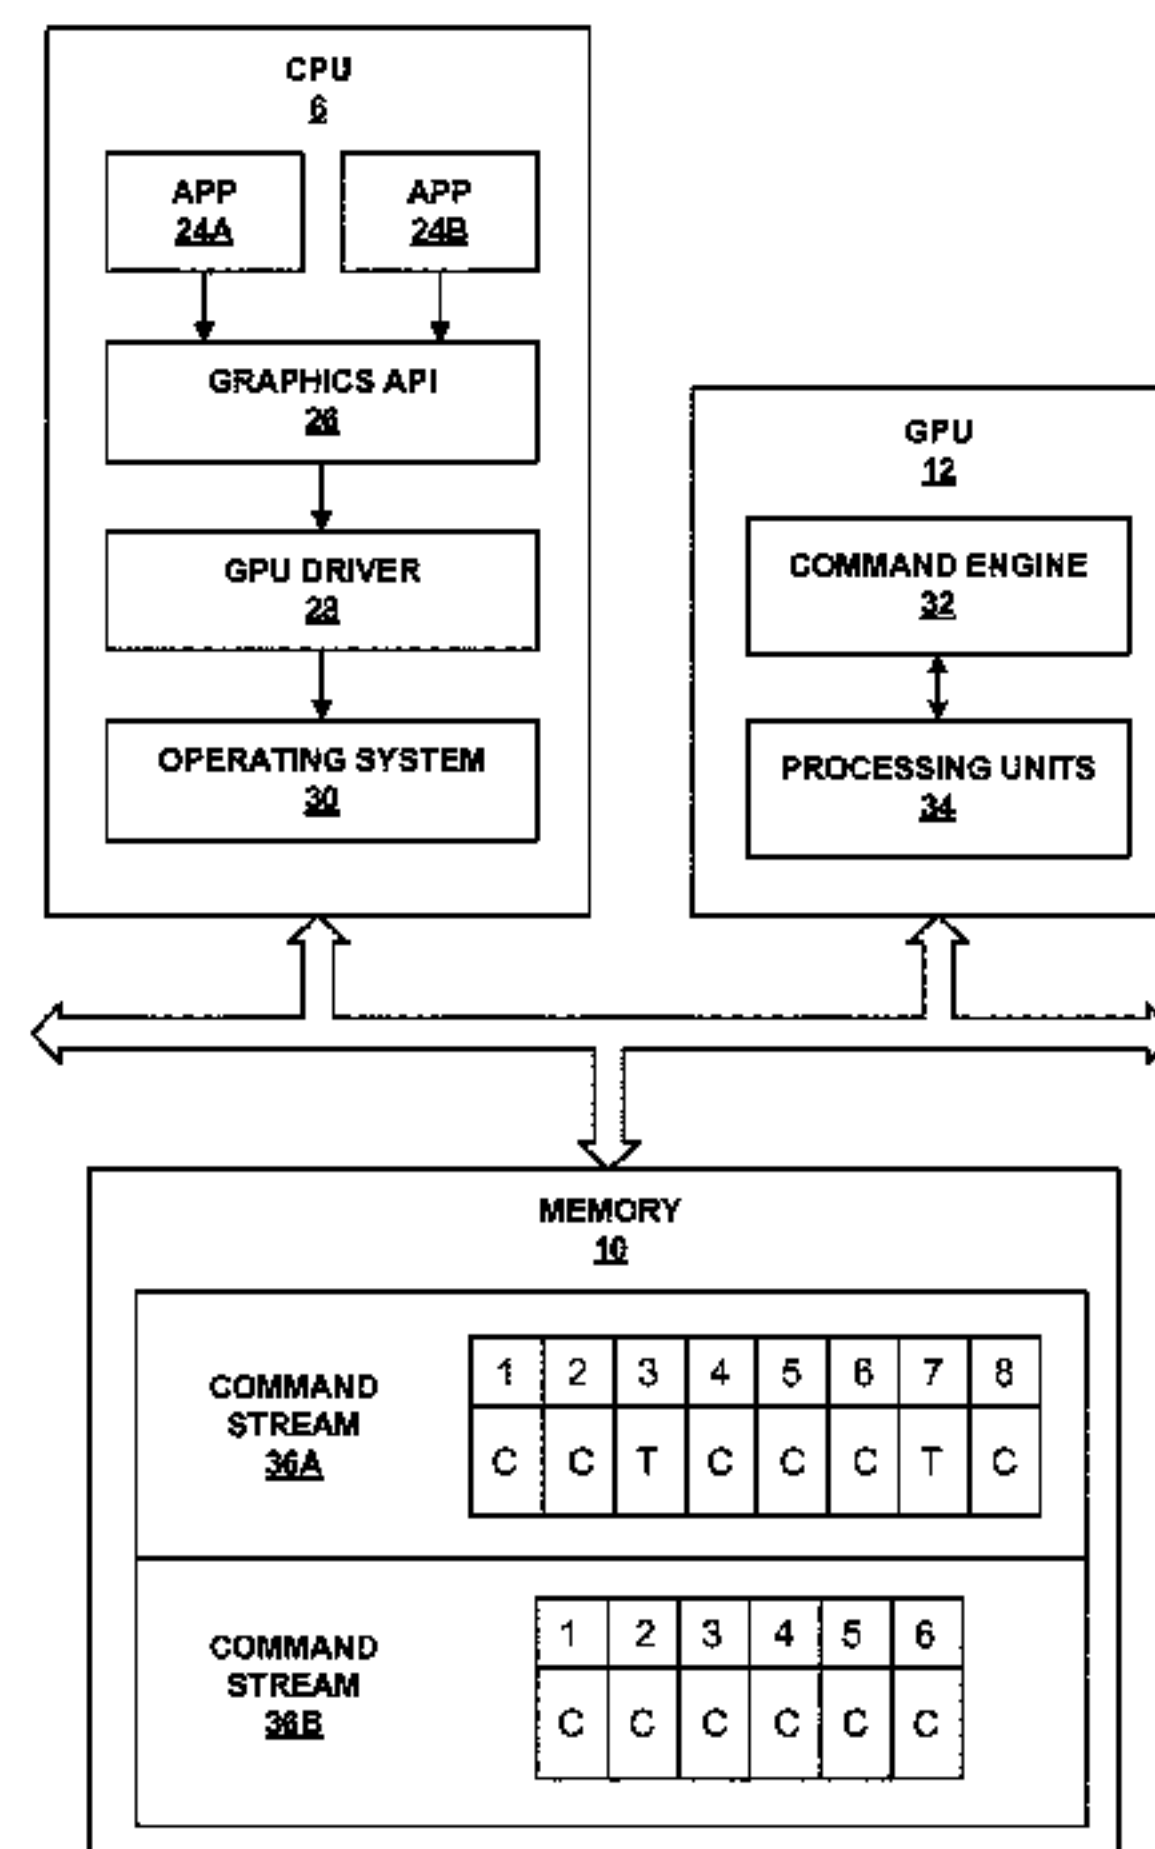 CPU
6
APP
24A
APP
24B
GRAPHICS API
26
GPU DRIVER
28
OPERATING SYSTEM
30
GPU
12
COMMAND ENGINE
32
PROCESSING UNITS
34
MEMORY
10
COMMAND
STREAM
36A
1 2 3 4 5 6 7 8
C C T C C C T C
COMMAND
STREAM
36B
1 2 3 4 5 6
C C C C C C